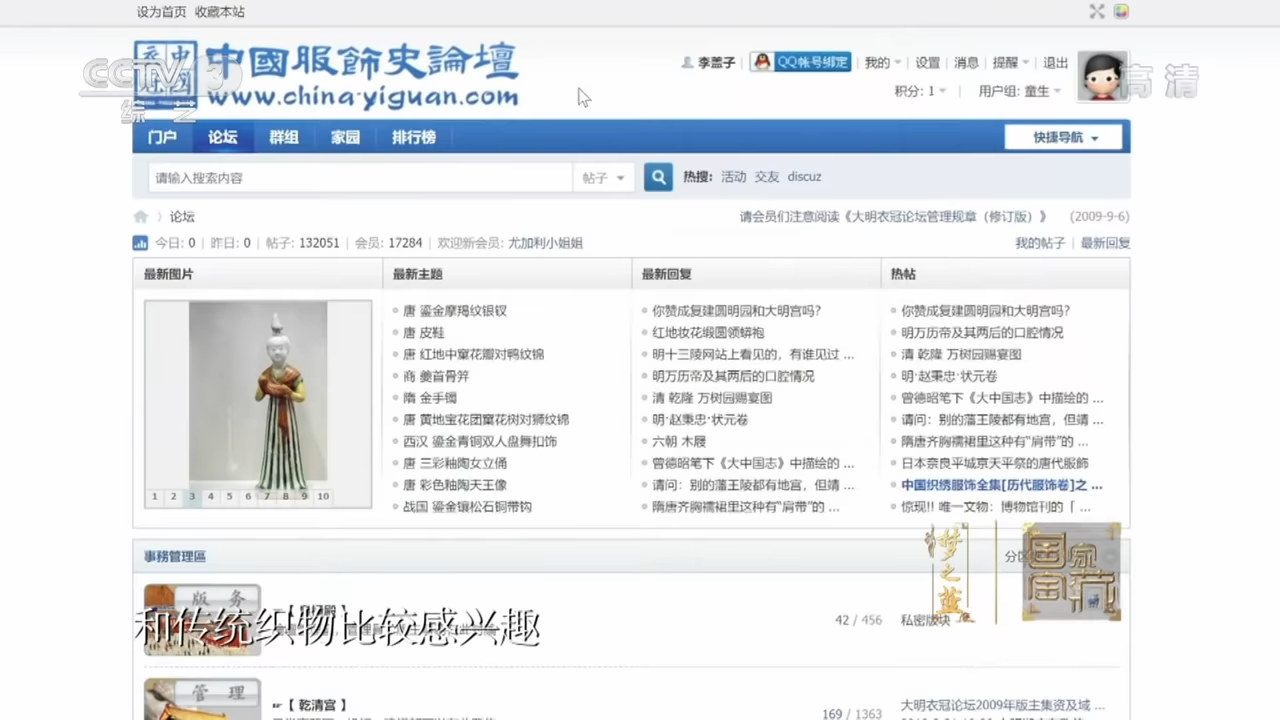 设为首页 收藏本站
CCTV 3 综艺
高清
中國服飾史論壇
www.china-yiguan.com
李盖子 QQ帐号绑定 我的 设置 消息 提醒 退出
积分: 1 用户组: 童生
门户 论坛 群组 家园 排行榜 快捷导航
请输入搜索内容 帖子 热搜: 活动 交友 discuz
论坛 请会员们注意阅读《大明衣冠论坛管理规章（修订版）》 (2009-9-6)
今日: 0 昨日: 0 帖子: 132051 会员: 17284 欢迎新会员: 尤加利小姐姐 我的帖子 最新回复
最新图片
1 2 3 4 5 6 7 8 9 10
最新主题
唐 鎏金摩羯纹银钗
唐 皮鞋
唐 红地中窠花瓣对鸭纹锦
商 夔首骨笄
隋 金手镯
唐 黄地宝花团窠花树对狮纹锦
西汉 鎏金青铜双人盘舞扣饰
唐 三彩釉陶女立俑
唐 彩色釉陶天王像
战国 鎏金镶松石铜带钩
最新回复
你赞成复建圆明园和大明宫吗?
红地妆花缎圆领蟒袍
明十三陵网站上看见的，有谁见过 ...
明万历帝及其两后的口腔情况
清 乾隆 万树园赐宴图
明·赵秉忠·状元卷
六朝 木屐
曾德昭笔下《大中国志》中描绘的 ...
请问：别的藩王陵都有地宫，但靖 ...
隋唐齐胸襦裙里这种有"肩带"的 ...
热帖
你赞成复建圆明园和大明宫吗?
明万历帝及其两后的口腔情况
清 乾隆 万树园赐宴图
明·赵秉忠·状元卷
曾德昭笔下《大中国志》中描绘的 ...
请问：别的藩王陵都有地宫，但靖 ...
隋唐齐胸襦裙里这种有"肩带"的 ...
日本奈良平城京天平祭的唐代服飾
中国织绣服饰全集[历代服饰卷]之 ...
惊现!! 唯一文物：博物馆刊的「 ...
事務管理區 分区
梦之蓝
国家宝藏
版 务
42 / 456 私密版块
和传统织物比较感兴趣
管 理
【 乾清宫 】
169 / 1363 大明衣冠论坛2009年版主集资及域 ...